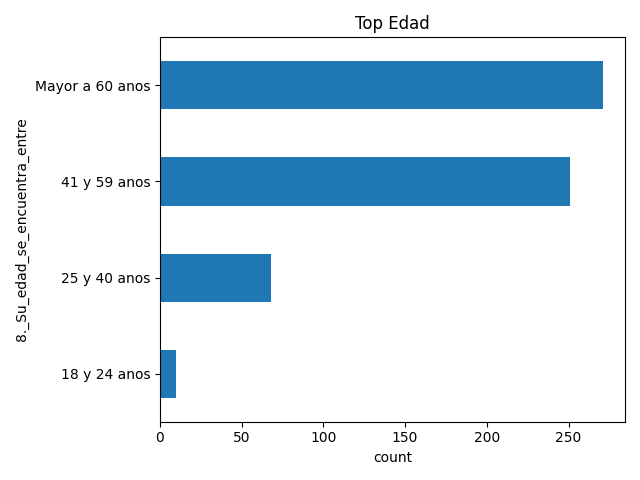 Top Edad
8._Su_edad_se_encuentra_entre
Mayor a 60 anos
41 y 59 anos
25 y 40 anos
18 y 24 anos
0 50 100 150 200 250
count